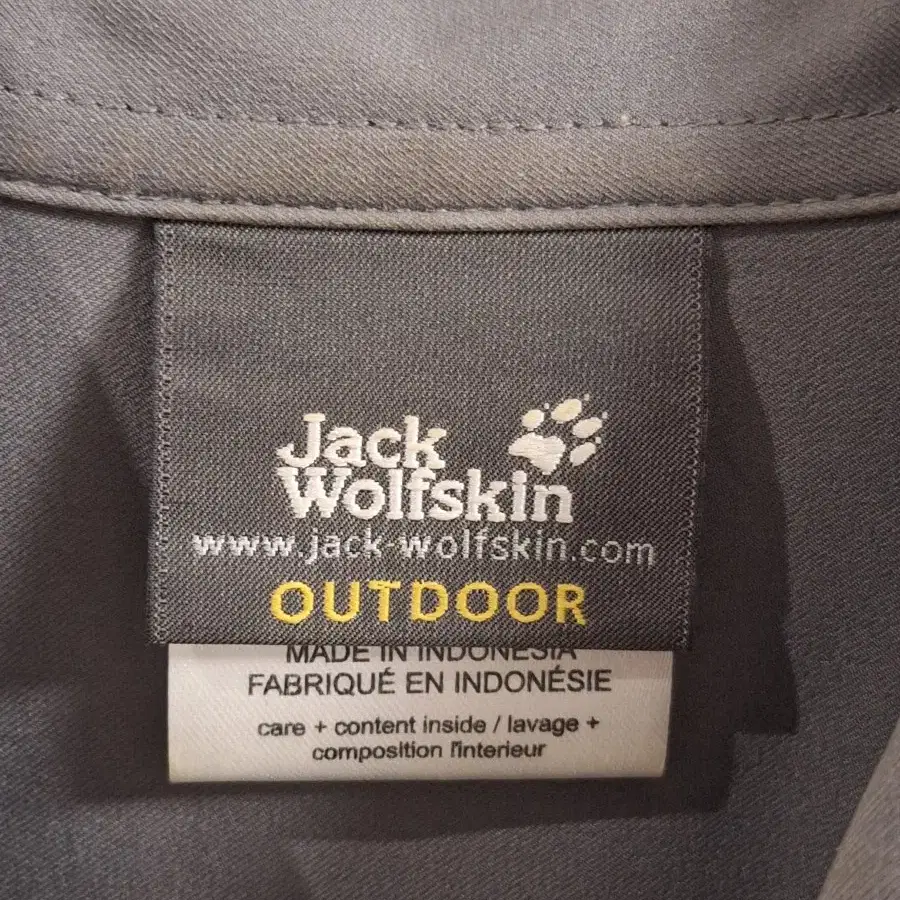 Jack
Wolfskin
www.jack-wolfskin.com
OUTDOOR
MADE IN INDONESIA
FABRIQUÉ EN INDONÉSIE
care + content inside / lavage +
composition l'interieur